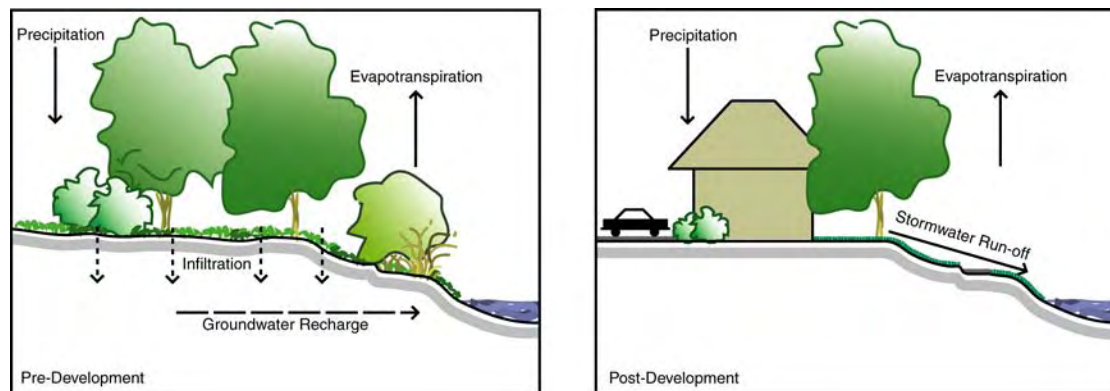 Precipitation
Evapotranspiration
Infiltration
Groundwater Recharge
Pre-Development
Precipitation
Evapotranspiration
Stormwater Run-off
Post-Development